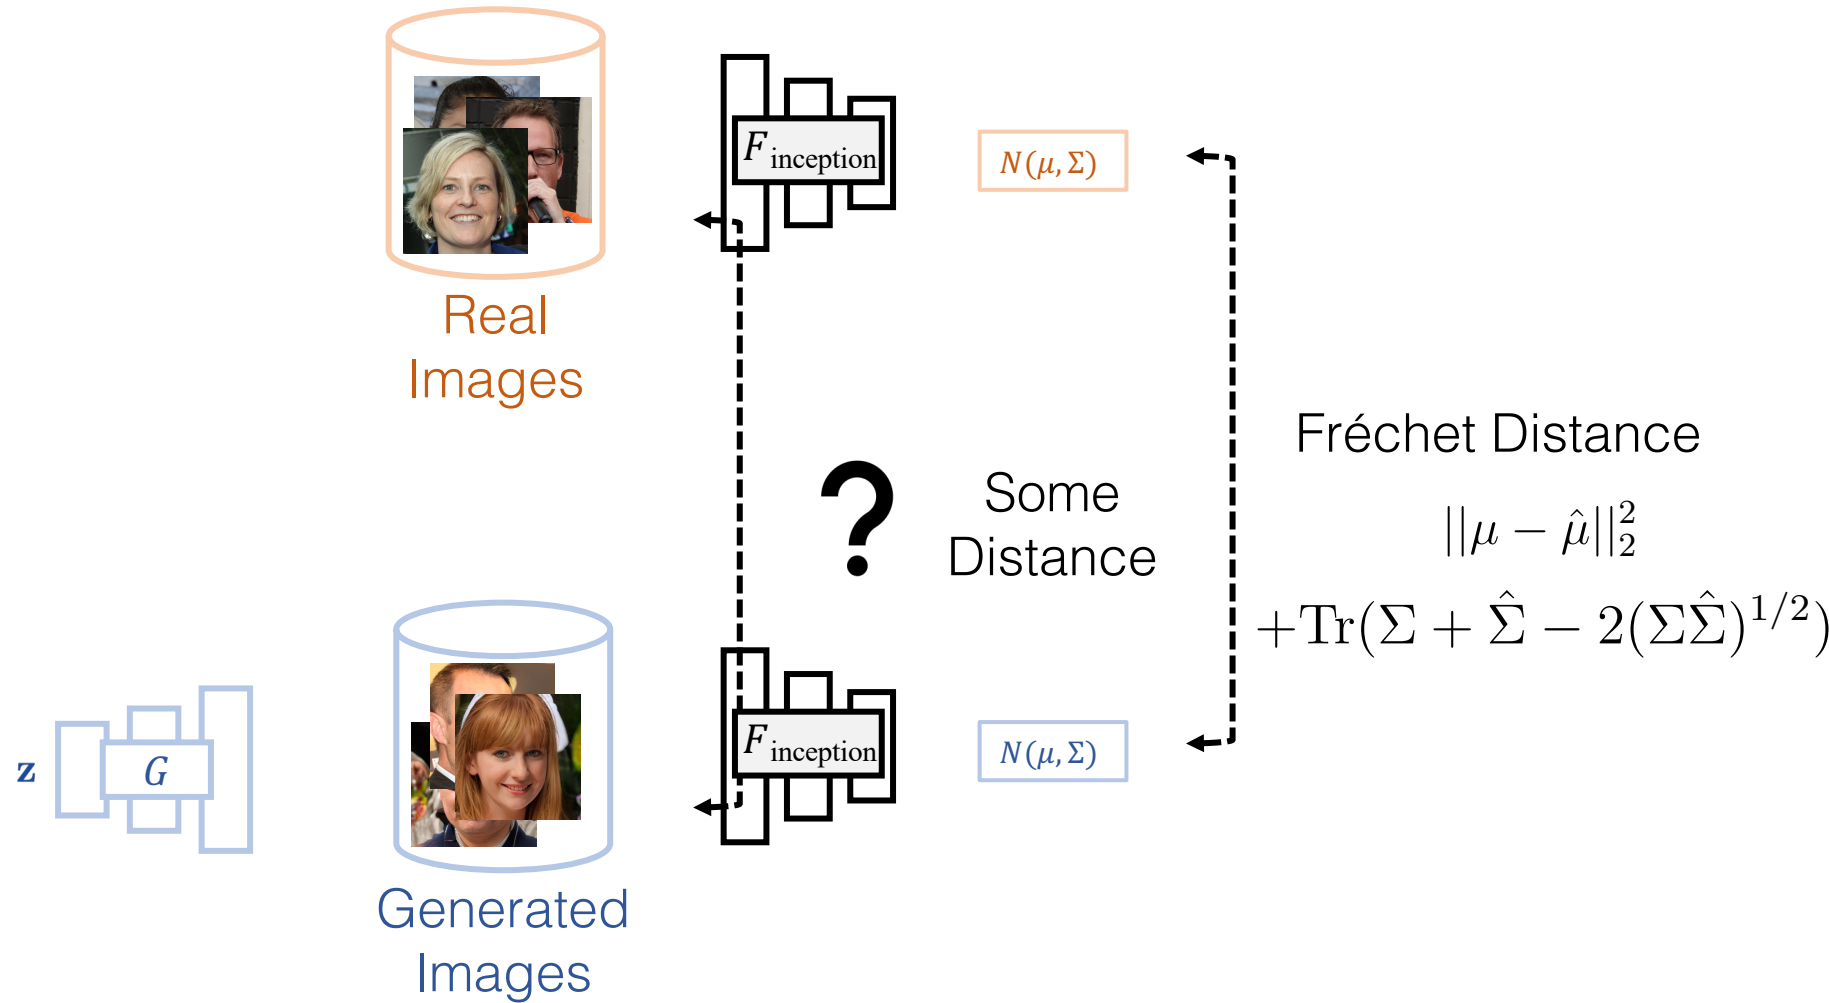 F inception
N(μ, Σ)
Real
Images
Fréchet Distance
||μ − μ̂||₂²
+Tr(Σ + Σ̂ − 2(ΣΣ̂)^{1/2})
?
Some
Distance
z
G
F inception
N(μ, Σ)
Generated
Images